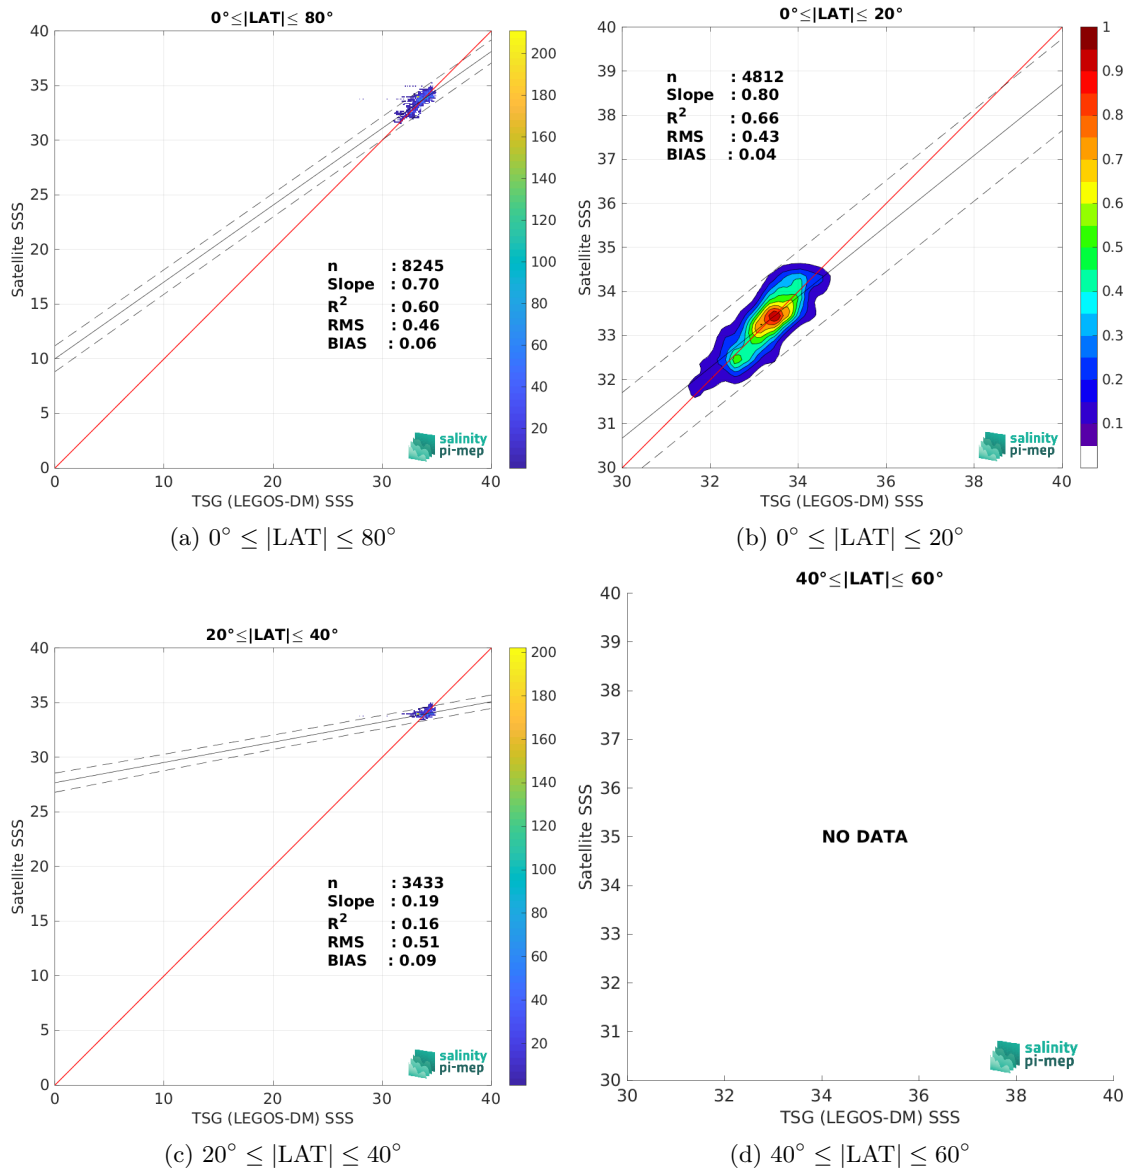 0°≤|LAT|≤ 80°
40
35
30
25
20
15
10
5
0
Satellite SSS
0
10
20
30
40
TSG (LEGOS-DM) SSS
n : 8245
Slope : 0.70
R² : 0.60
RMS : 0.46
BIAS : 0.06
200
180
160
140
120
100
80
60
40
20
salinity
pi-mep
(a) 0° ≤ |LAT| ≤ 80°
0°≤|LAT|≤ 20°
40
39
38
37
36
35
34
33
32
31
30
Satellite SSS
30
32
34
36
38
40
TSG (LEGOS-DM) SSS
n : 4812
Slope : 0.80
R² : 0.66
RMS : 0.43
BIAS : 0.04
1
0.9
0.8
0.7
0.6
0.5
0.4
0.3
0.2
0.1
salinity
pi-mep
(b) 0° ≤ |LAT| ≤ 20°
20°≤|LAT|≤ 40°
40
35
30
25
20
15
10
5
0
Satellite SSS
0
10
20
30
40
TSG (LEGOS-DM) SSS
n : 3433
Slope : 0.19
R² : 0.16
RMS : 0.51
BIAS : 0.09
200
180
160
140
120
100
80
60
40
20
salinity
pi-mep
(c) 20° ≤ |LAT| ≤ 40°
40°≤|LAT|≤ 60°
40
39
38
37
36
35
34
33
32
31
30
Satellite SSS
NO DATA
30
32
34
36
38
40
TSG (LEGOS-DM) SSS
salinity
pi-mep
(d) 40° ≤ |LAT| ≤ 60°